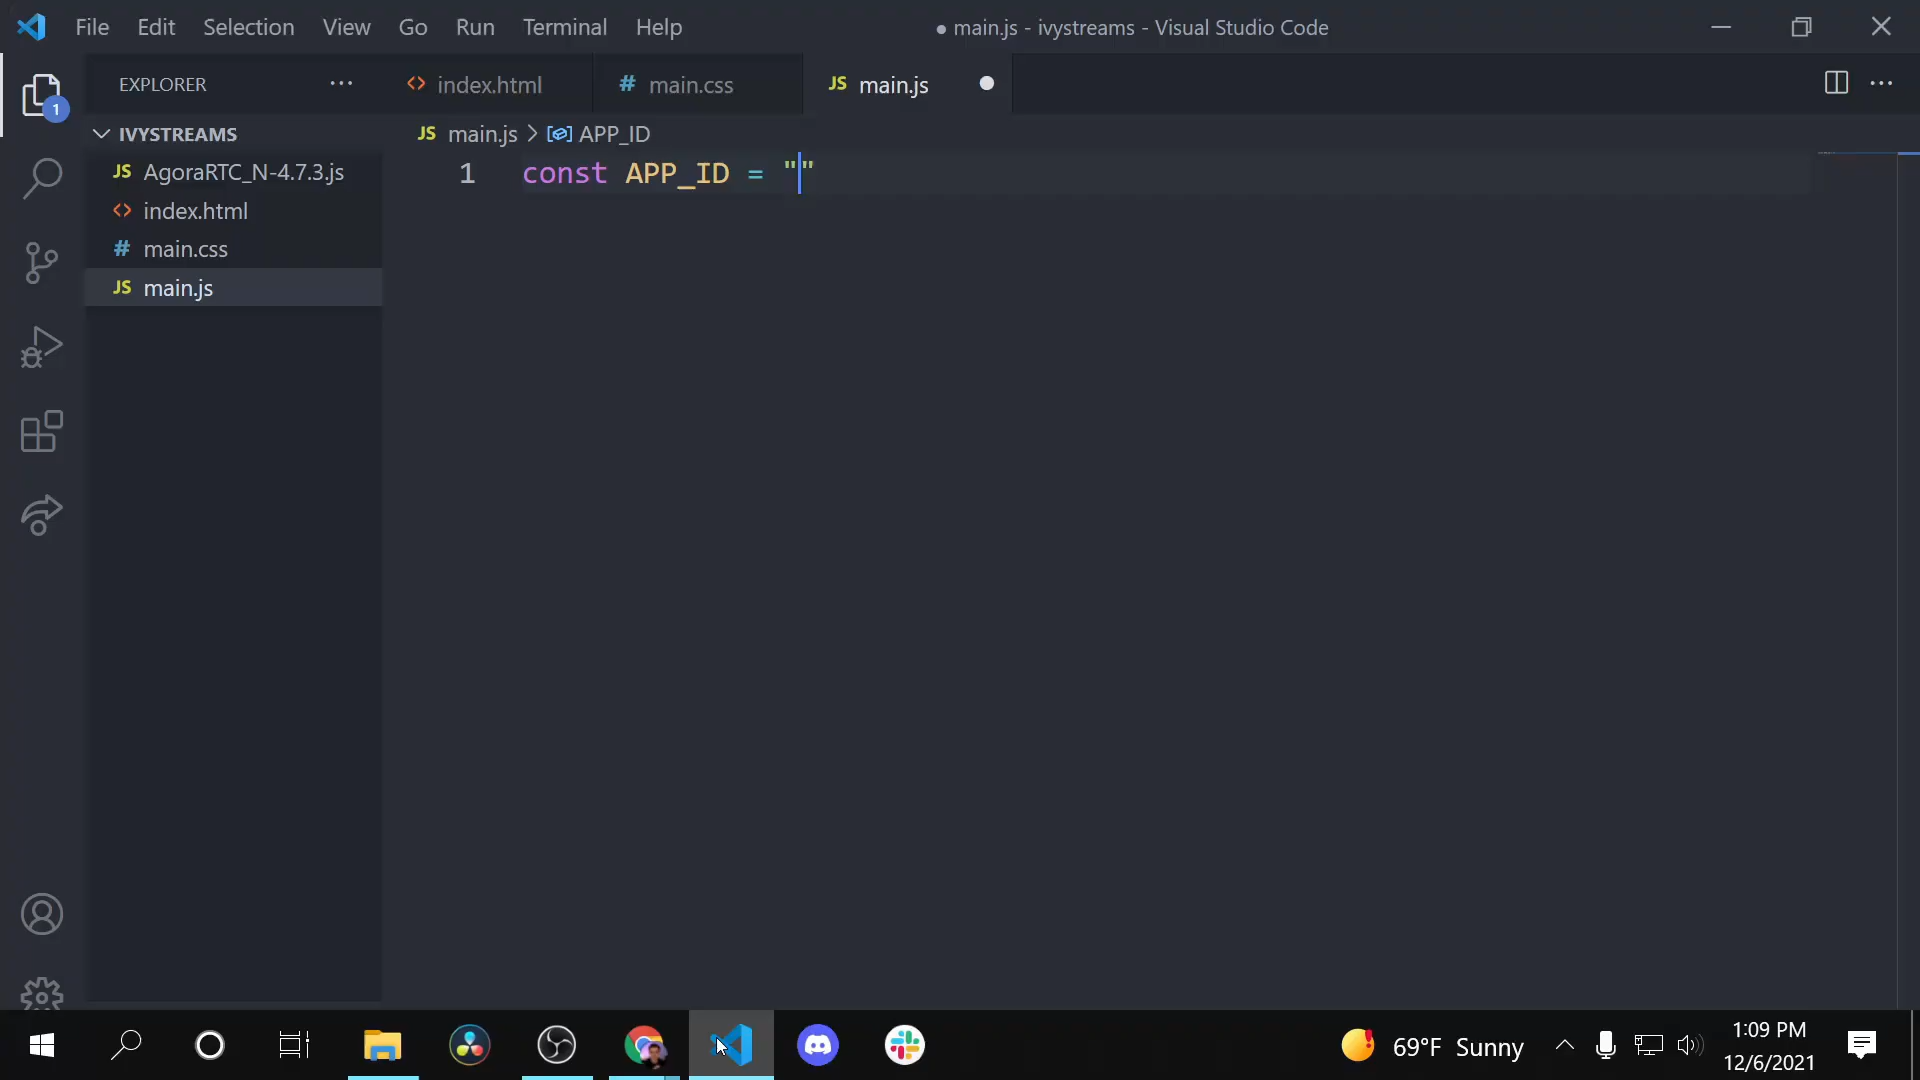 File Edit Selection View Go Run Terminal Help
● main.js - ivystreams - Visual Studio Code
EXPLORER ···
<> index.html
# main.css
JS main.js ●
1
IVYSTREAMS
JS main.js > APP_ID
JS AgoraRTC_N-4.7.3.js
<> index.html
# main.css
JS main.js
1 const APP_ID = ""
69°F Sunny
1:09 PM
12/6/2021